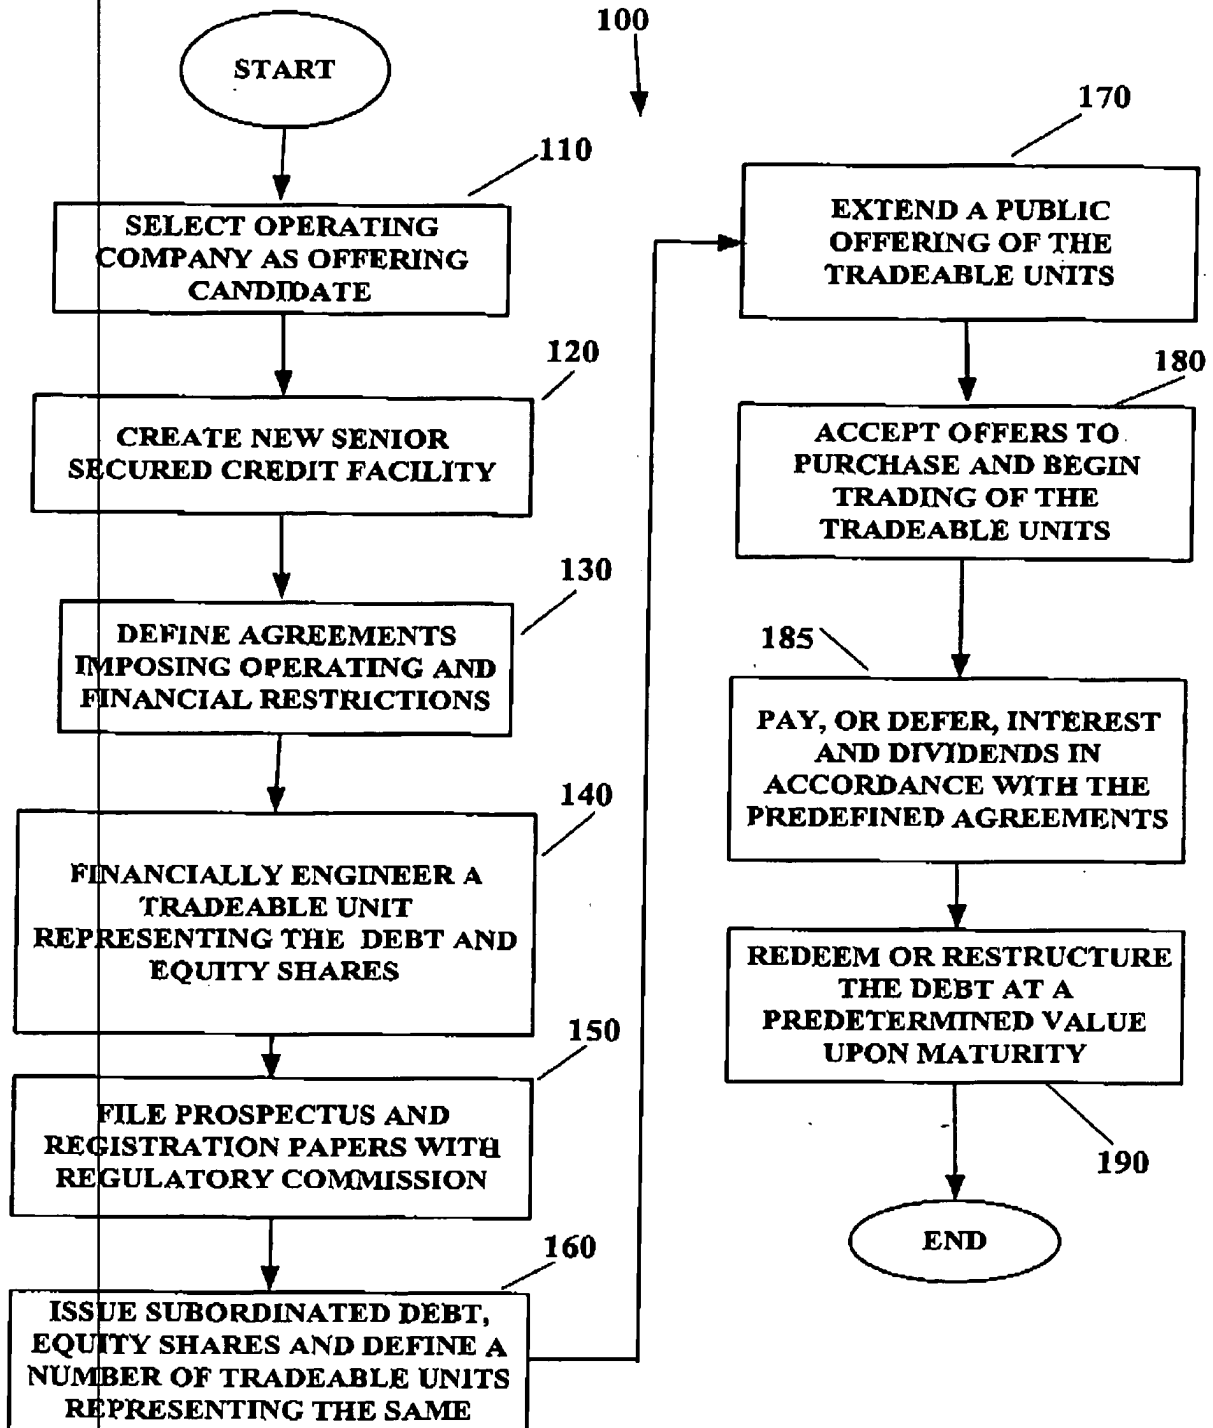 START
100
110
SELECT OPERATING
COMPANY AS OFFERING
CANDIDATE
120
CREATE NEW SENIOR
SECURED CREDIT FACILITY
130
DEFINE AGREEMENTS
IMPOSING OPERATING AND
FINANCIAL RESTRICTIONS
140
FINANCIALLY ENGINEER A
TRADEABLE UNIT
REPRESENTING THE DEBT AND
EQUITY SHARES
150
FILE PROSPECTUS AND
REGISTRATION PAPERS WITH
REGULATORY COMMISSION
160
ISSUE SUBORDINATED DEBT,
EQUITY SHARES AND DEFINE A
NUMBER OF TRADEABLE UNITS
REPRESENTING THE SAME
170
EXTEND A PUBLIC
OFFERING OF THE
TRADEABLE UNITS
180
ACCEPT OFFERS TO
PURCHASE AND BEGIN
TRADING OF THE
TRADEABLE UNITS
185
PAY, OR DEFER, INTEREST
AND DIVIDENDS IN
ACCORDANCE WITH THE
PREDEFINED AGREEMENTS
REDEEM OR RESTRUCTURE
THE DEBT AT A
PREDETERMINED VALUE
UPON MATURITY
190
END